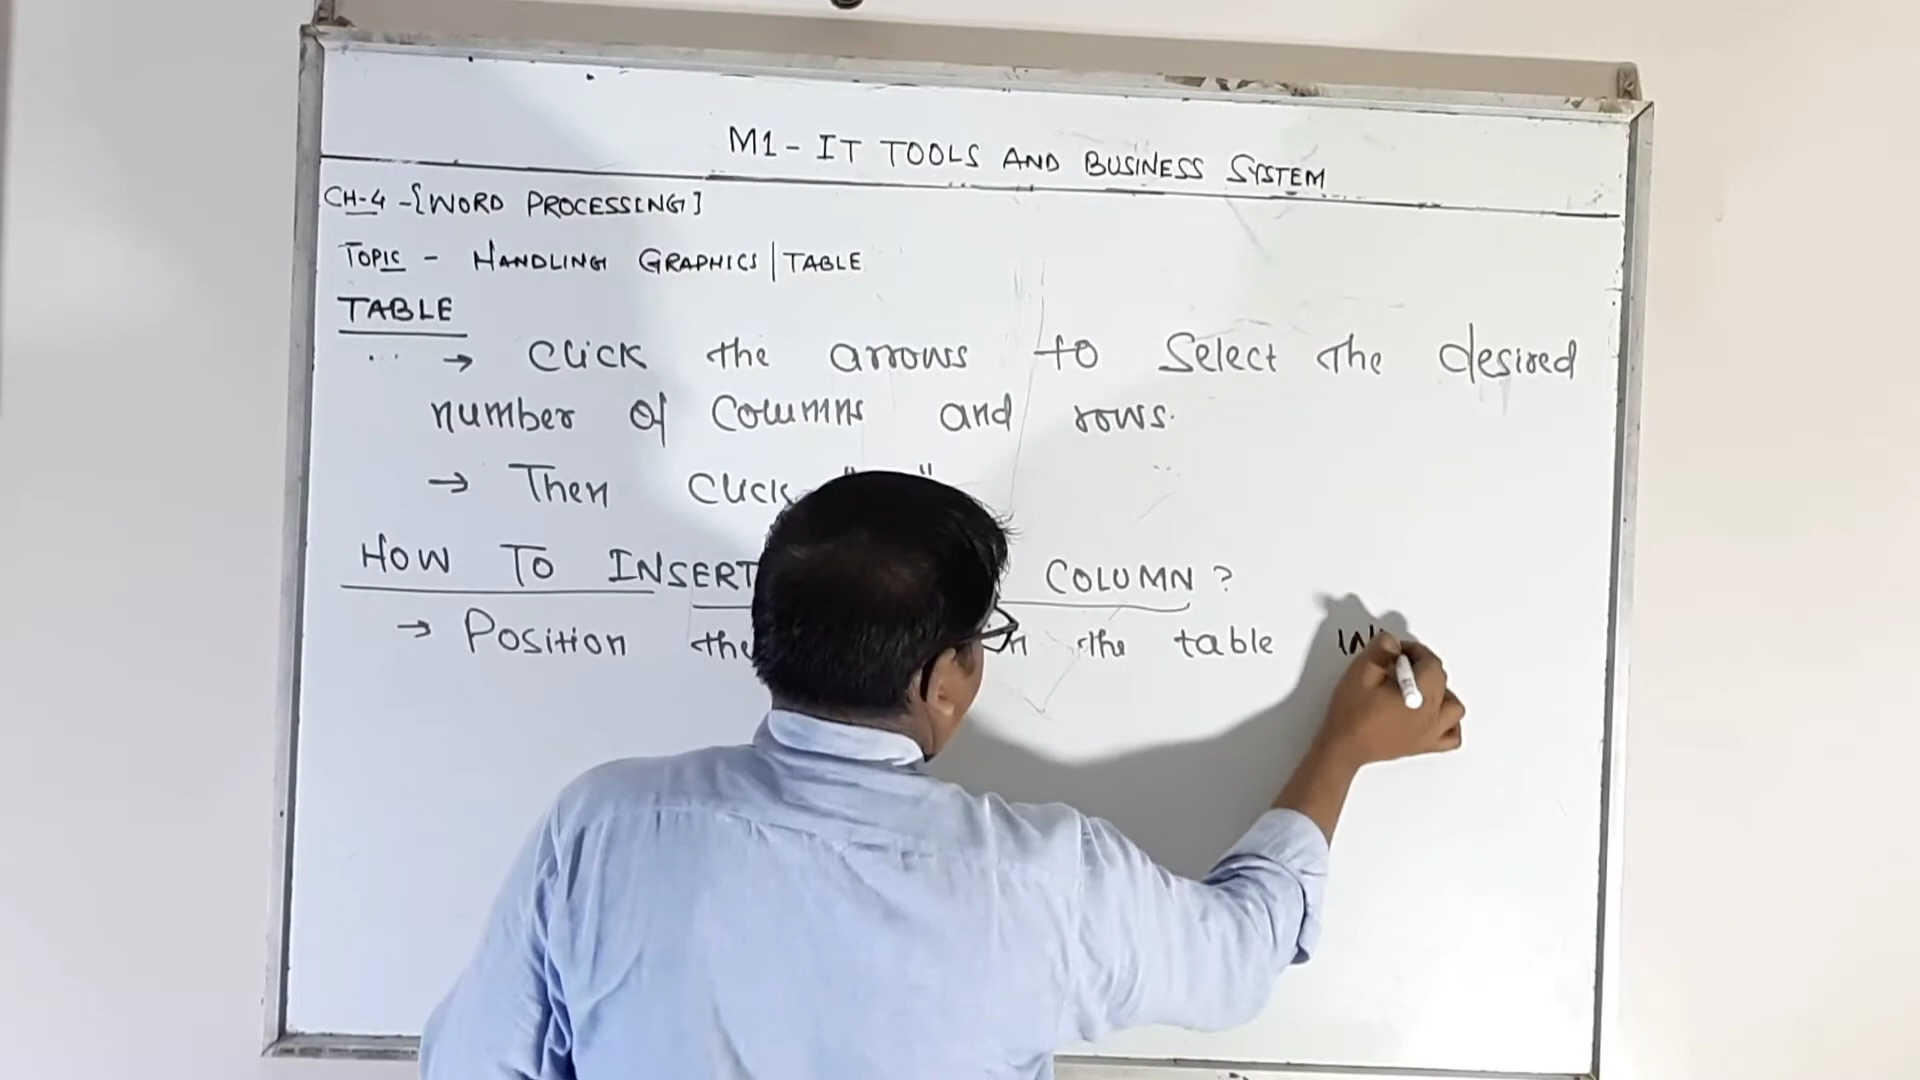 M1 - IT TOOLS AND BUSINESS SYSTEM
CH-4 -[WORD PROCESSING]
TOPIC - HANDLING GRAPHICS | TABLE
TABLE
→ Click the arrows to Select the desired
number of Columns and rows.
→ Then Click "
HOW TO INSERT COLUMN ?
→ Position the in the table